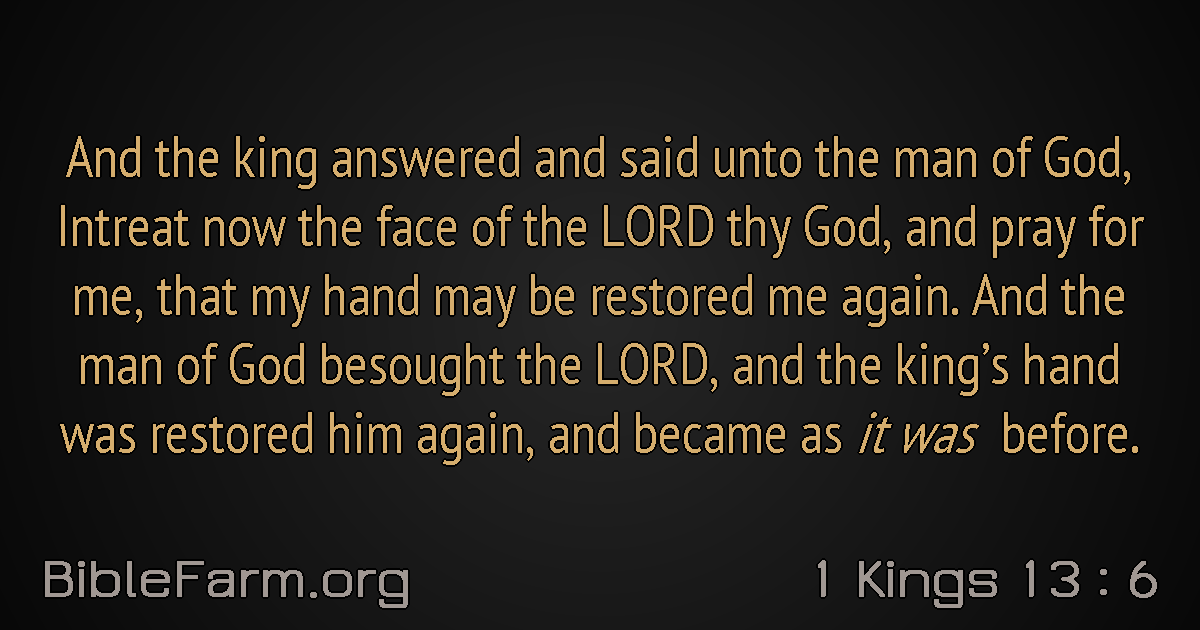 And the king answered and said unto the man of God,
Intreat now the face of the LORD thy God, and pray for
me, that my hand may be restored me again. And the
man of God besought the LORD, and the king’s hand
was restored him again, and became as it was before.
BibleFarm.org
1 Kings 13 : 6